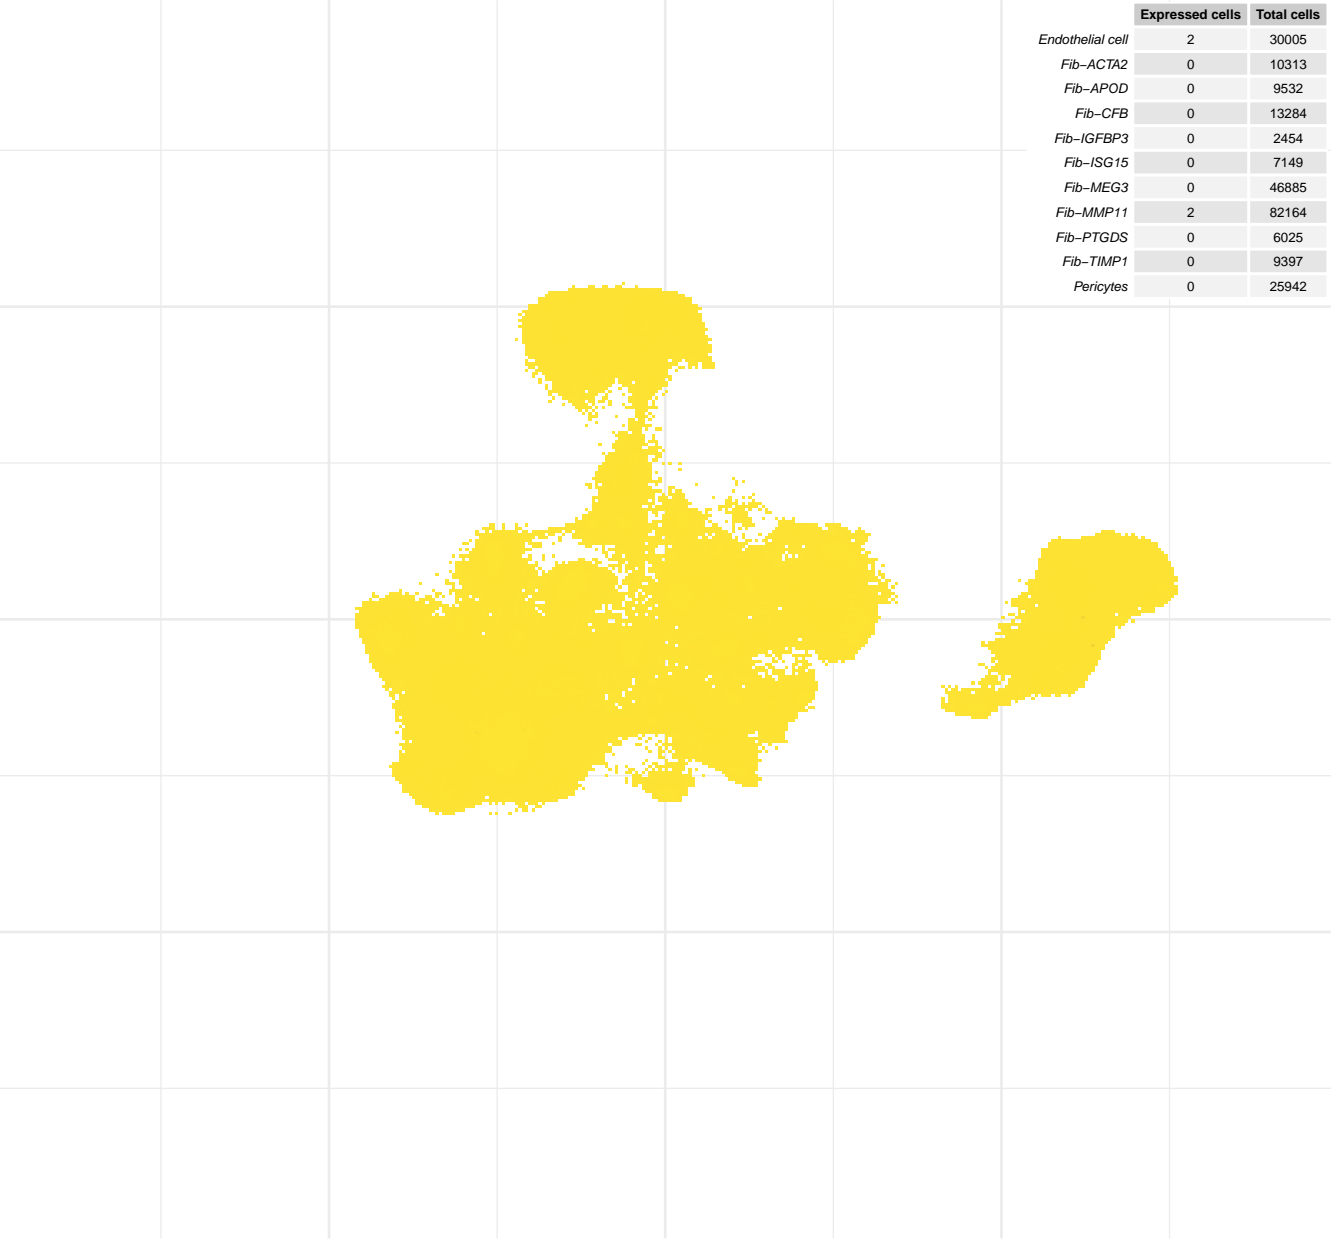 Expressed cells Total cells
Endothelial cell 2 30005
Fib−ACTA2 0 10313
Fib−APOD 0 9532
Fib−CFB 0 13284
Fib−IGFBP3 0 2454
Fib−ISG15 0 7149
Fib−MEG3 0 46885
Fib−MMP11 2 82164
Fib−PTGDS 0 6025
Fib−TIMP1 0 9397
Pericytes 0 25942